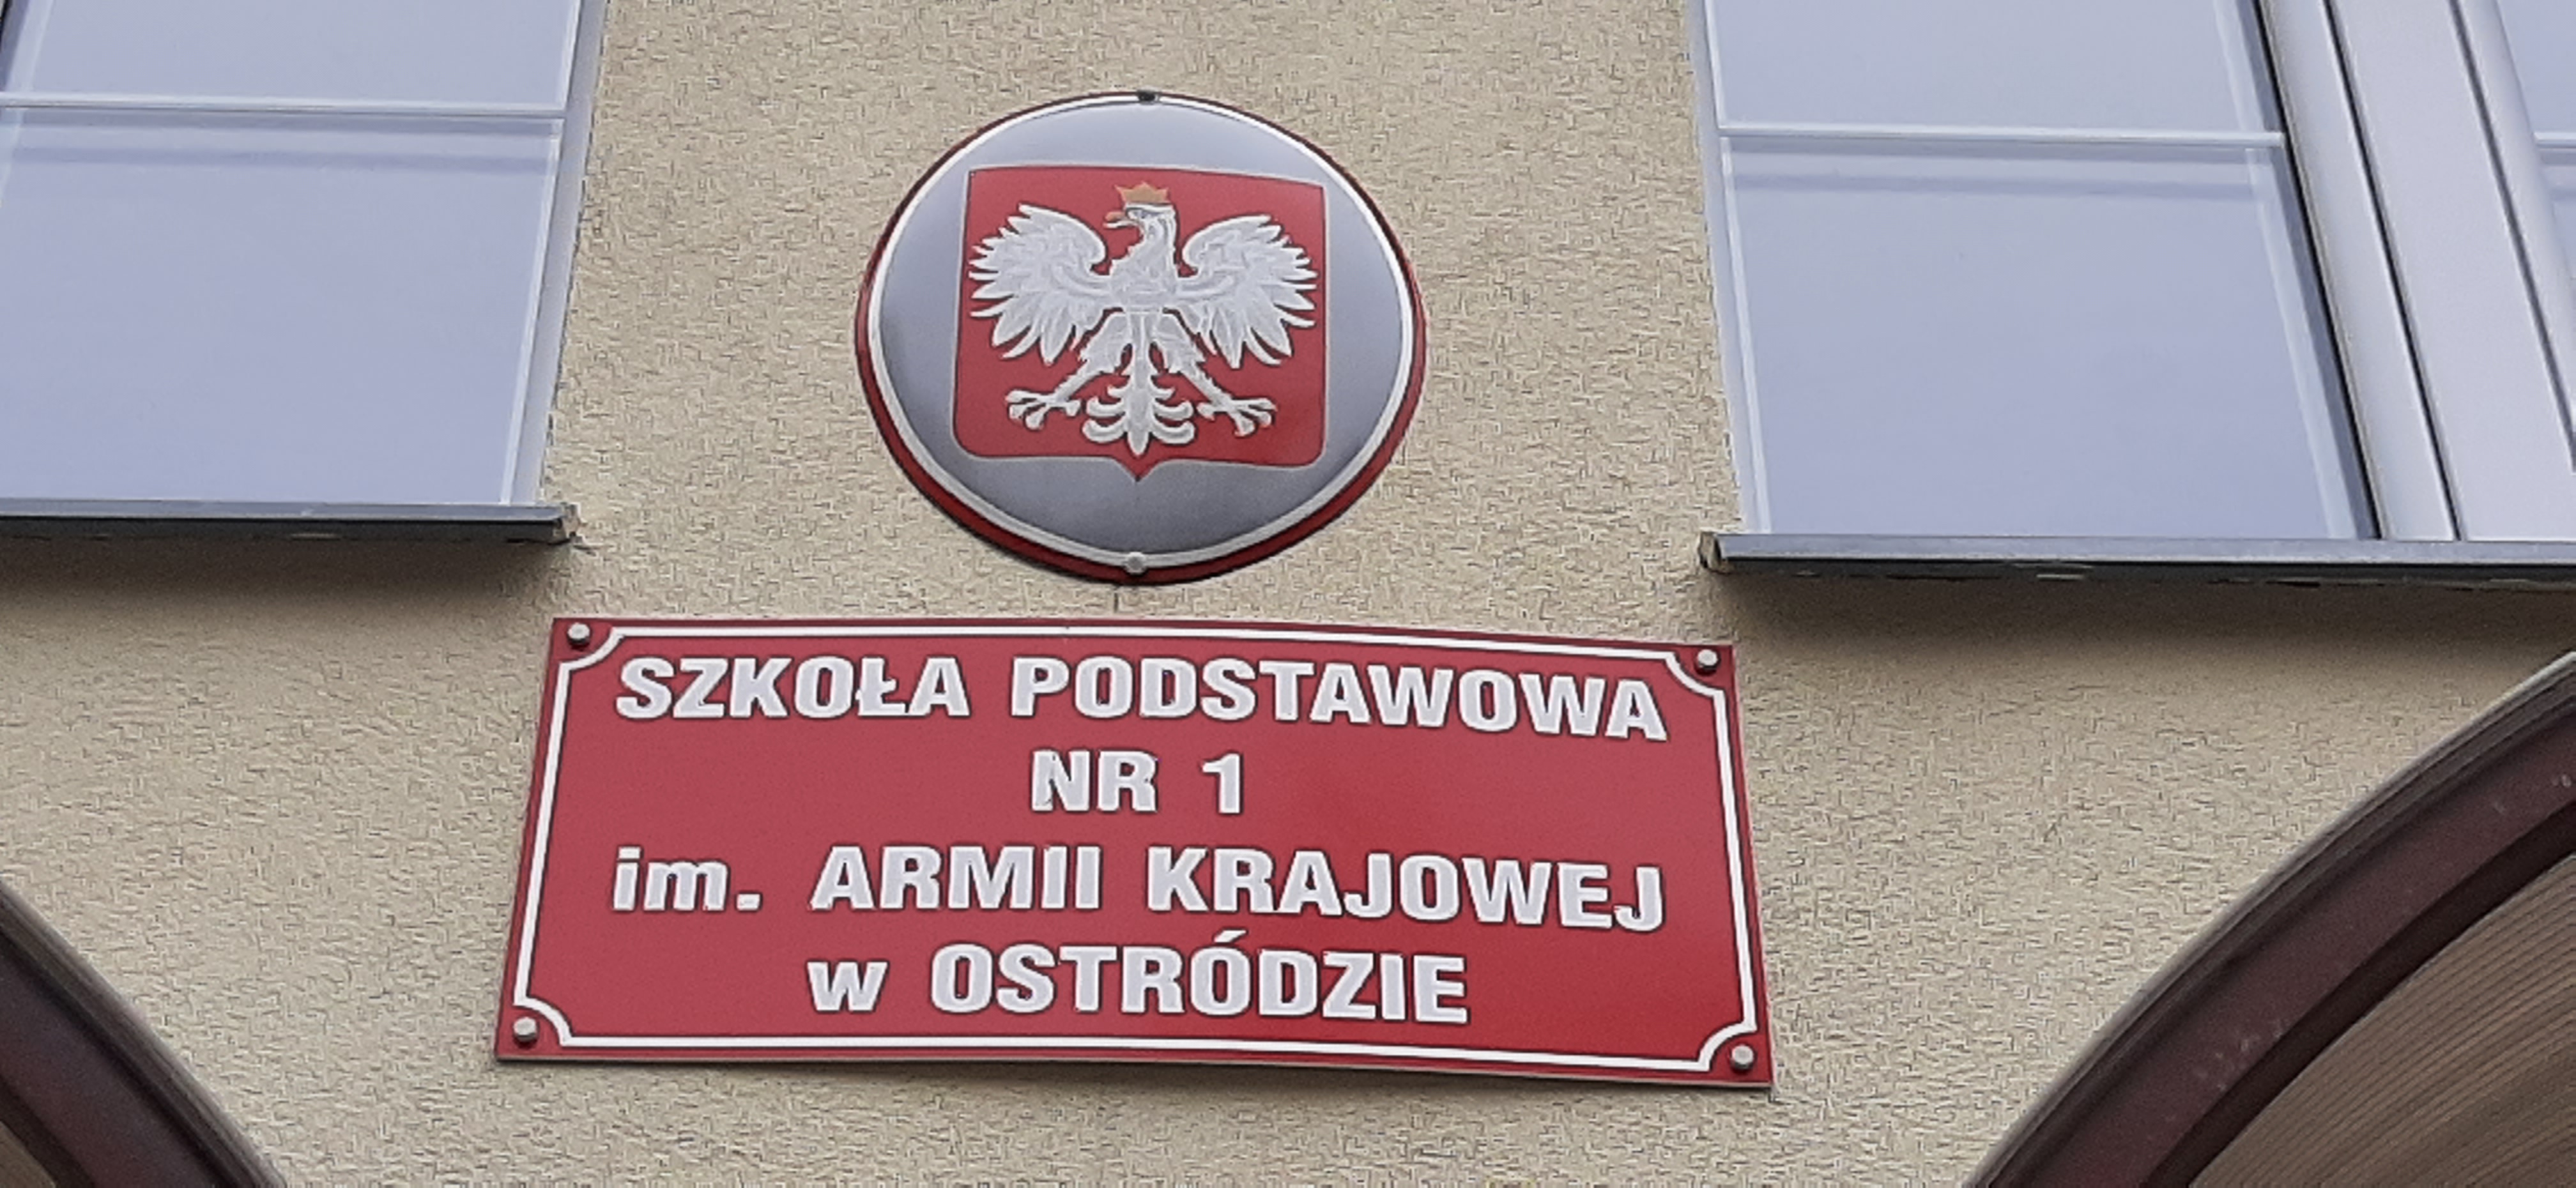 SZKOŁA PODSTAWOWA
NR 1
im. ARMII KRAJOWEJ
w OSTRÓDZIE